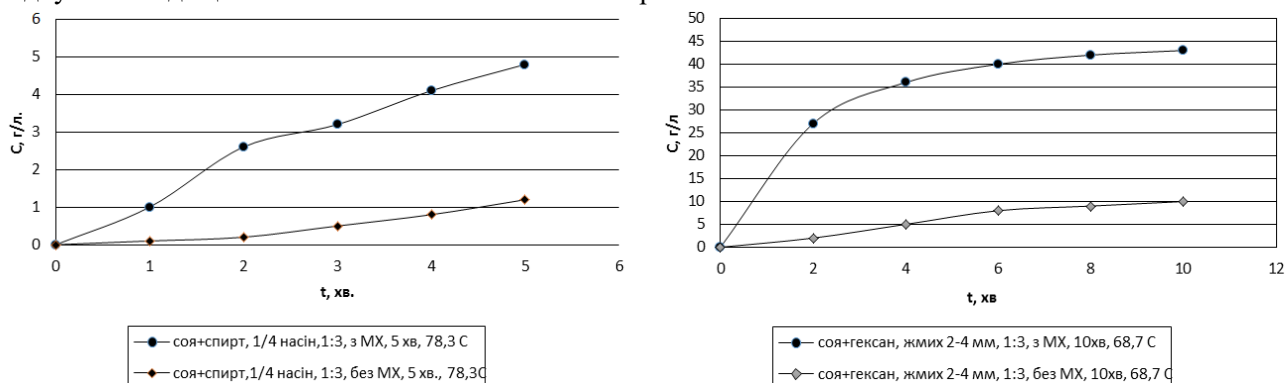 6
5
4
3
2
1
0
С, г/л.
0 1 2 3 4 5 6
t, хв.
соя+спирт, 1/4 насін,1:3, з МХ, 5 хв, 78,3 С
соя+спирт,1/4 насін, 1:3, без МХ, 5 хв., 78,3С
50
45
40
35
30
25
20
15
10
5
0
С, г/л
0 2 4 6 8 10 12
t, хв
соя+гексан, жмих 2-4 мм, 1:3, з МХ, 10хв, 68,7 С
соя+гексан, жмих 2-4 мм, 1:3, без МХ, 10хв, 68,7 С